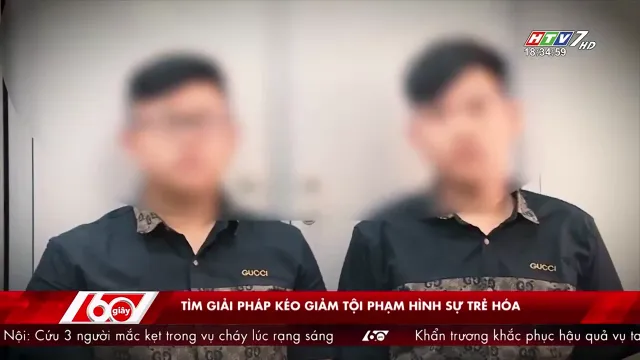 HTV7 HD
18:34:59
GUCCI
GUCCI
60 giây
TÌM GIẢI PHÁP KÉO GIẢM TỘI PHẠM HÌNH SỰ TRẺ HÓA
Nội: Cứu 3 người mắc kẹt trong vụ cháy lúc rạng sáng 60 Khẩn trương khắc phục hậu quả vụ tạ